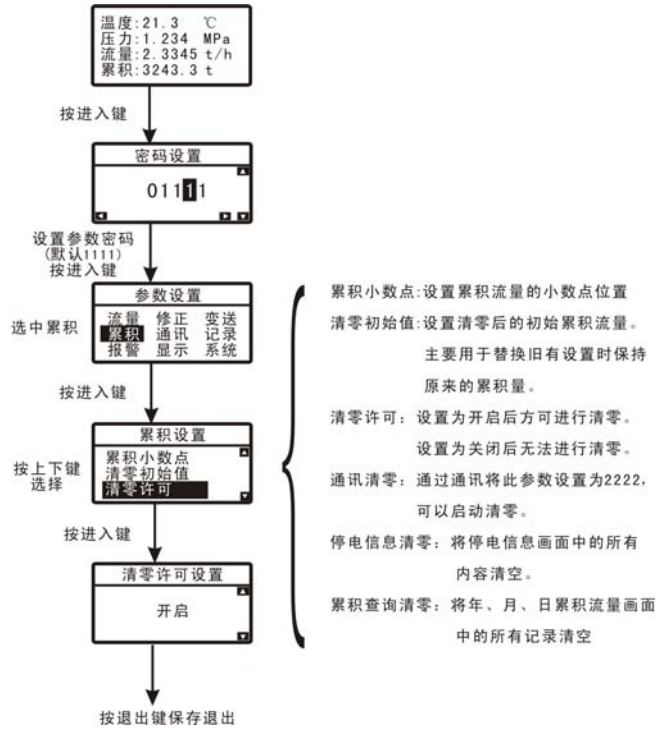 温度:21.3 ℃
压力:1.234 MPa
流量:2.3345 t/h
累积:3243.3 t
按进入键
密码设置
01111
设置参数密码
(默认1111)
按进入键
参数设置
流量 修正 变送
累积 通讯 记录
报警 显示 系统
选中累积
按进入键
累积设置
累积小数点
清零初始值
清零许可
按上下键
选择
按进入键
清零许可设置
开启
按退出键保存退出
累积小数点:设置累积流量的小数点位置
清零初始值:设置清零后的初始累积流量。
主要用于替换旧有设置时保持
原来的累积量。
清零许可：设置为开启后方可进行清零。
设置为关闭后无法进行清零。
通讯清零：通过通讯将此参数设置为2222，
可以启动清零。
停电信息清零：将停电信息画面中的所有
内容清空。
累积查询清零：将年、月、日累积流量画面
中的所有记录清空